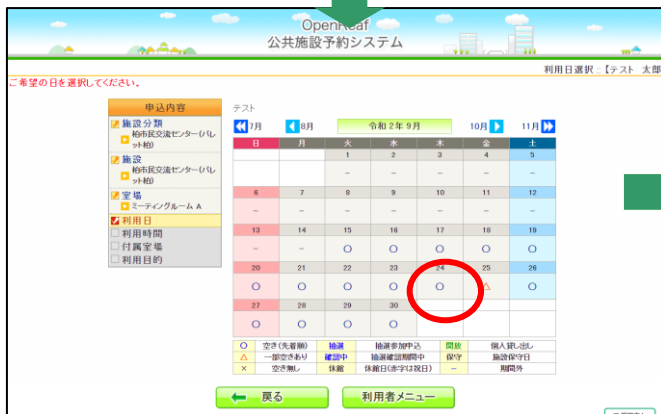 OpenReaf
公共施設予約システム
利用日選択:【テスト 太郎
ご希望の日を選択してください。
申込内容
施設分類
柏市民交流センター(パレット柏)
施設
柏市民交流センター(パレット柏)
室場
ミーティングルーム A
利用日
利用時間
付属室場
利用目的
テスト
7月 8月 令和 2年 9月 10月 11月
日 月 火 水 木 金 土
1 2 3 4 5
－ － － － －
6 7 8 9 10 11 12
－ － － － － － －
13 14 15 16 17 18 19
－ － ○ ○ ○ ○ ○
20 21 22 23 24 25 26
○ ○ ○ ○ ○ △ ○
27 28 29 30
○ ○ ○ ○
○ 空き(先着順) 抽選 抽選参加申込 開放 個人貸し出し
△ 一部空きあり 確認中 抽選確認期間中 保守 施設保守日
× 空き無し 休館 休館日(赤字は祝日) － 期間外
戻る 利用者メニュー